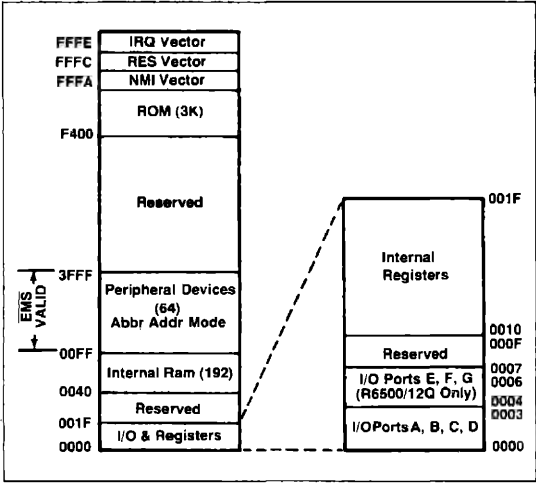 FFFE
IRQ Vector
FFFC
RES Vector
FFFA
NMI Vector
ROM (3K)
F400
Reserved
3FFF
EMS
VALID
Peripheral Devices
(64)
Abbr Addr Mode
00FF
Internal Ram (192)
0040
Reserved
001F
I/O & Registers
0000
001F
Internal
Registers
0010
000F
Reserved
0007
0006
I/O Ports E, F, G
(R6500/12Q Only)
0004
0003
I/OPorts A, B, C, D
0000